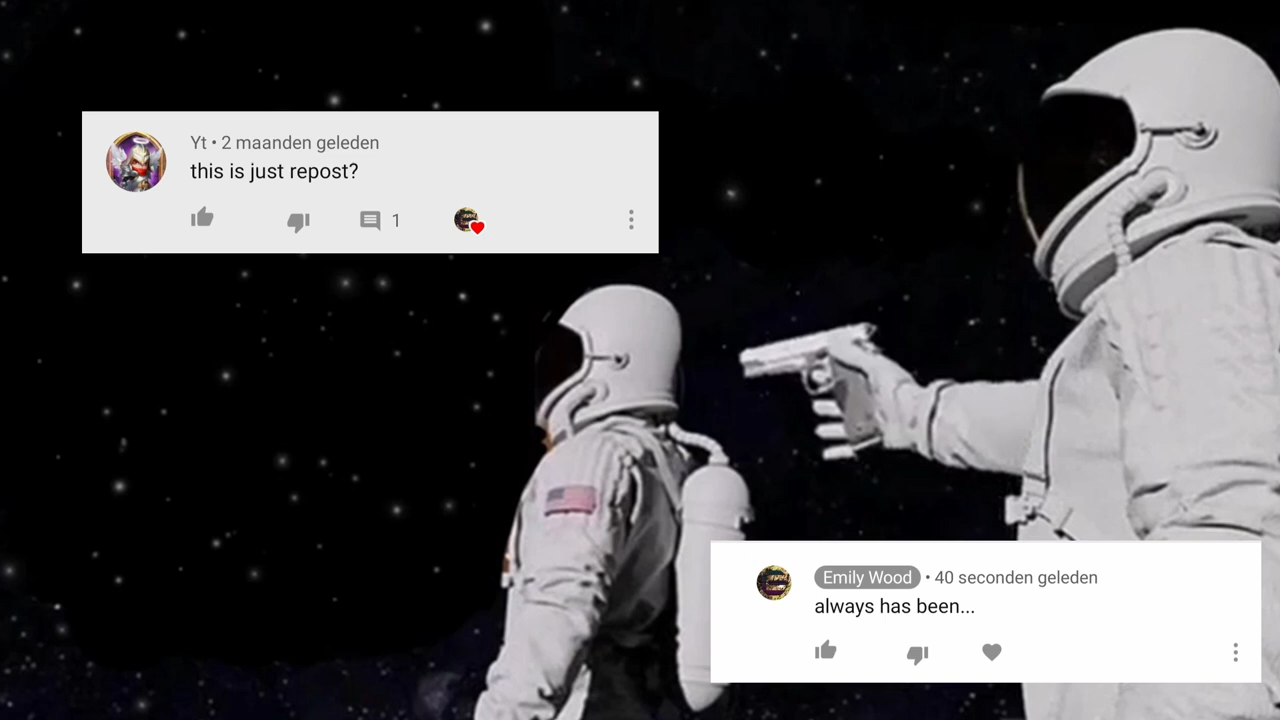 Yt • 2 maanden geleden
this is just repost?
1
Emily Wood • 40 seconden geleden
always has been...